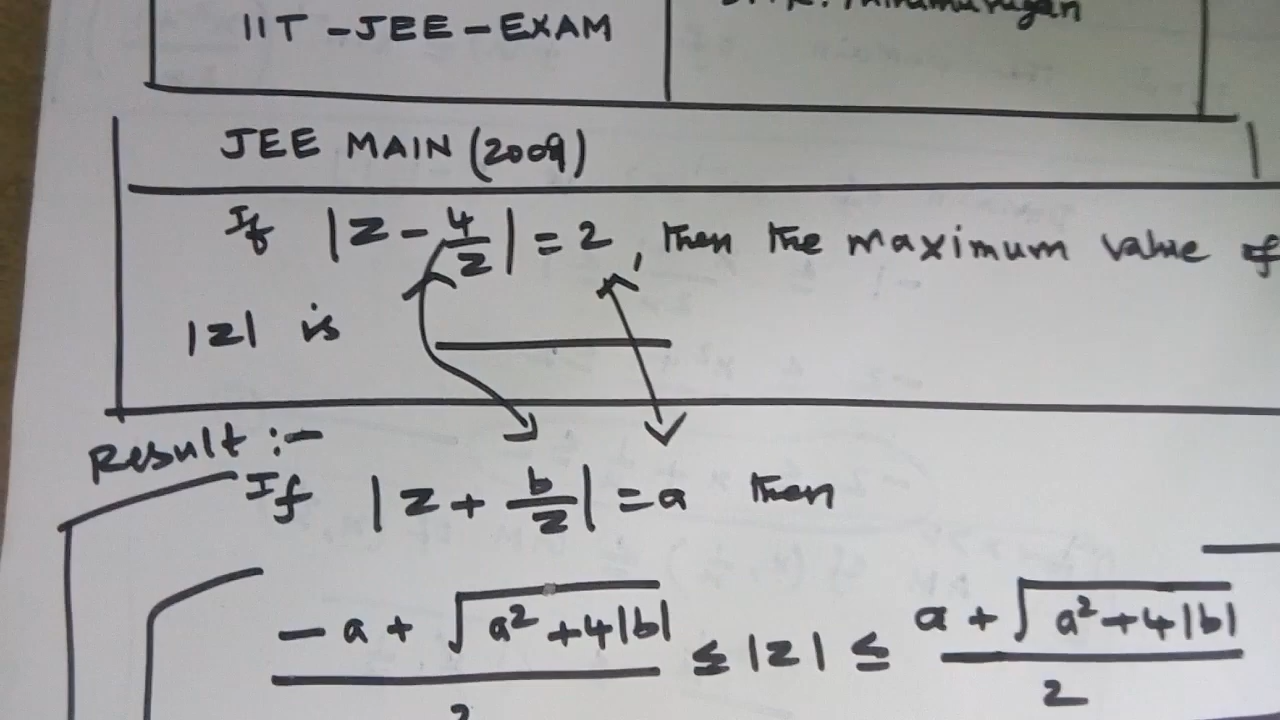 IIT-JEE-EXAM
JEE MAIN (2009)
If |z - 4/z| = 2, then the maximum value of
|z| is
Result :-
If |z + b/z| = a then
(-a + √(a² + 4|b|))/2 ≤ |z| ≤ (a + √(a² + 4|b|))/2